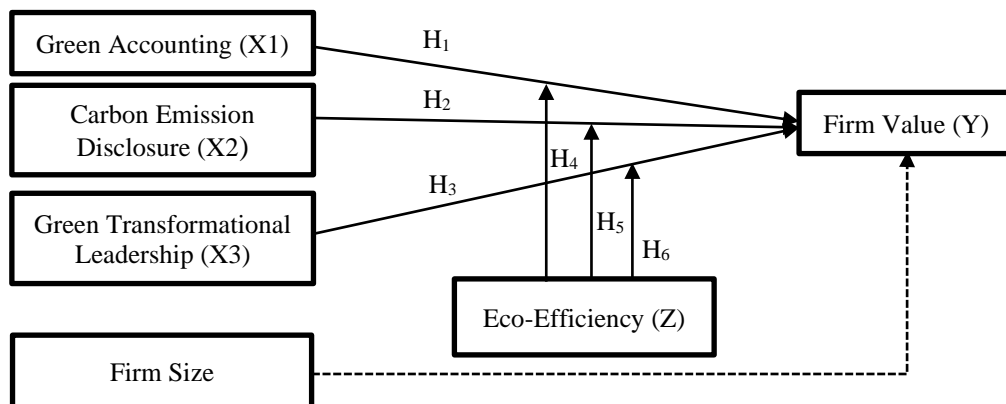 Green Accounting (X1)
H1
Carbon Emission
Disclosure (X2)
H2
Firm Value (Y)
H4
H3
Green Transformational
Leadership (X3)
H5
H6
Eco-Efficiency (Z)
Firm Size